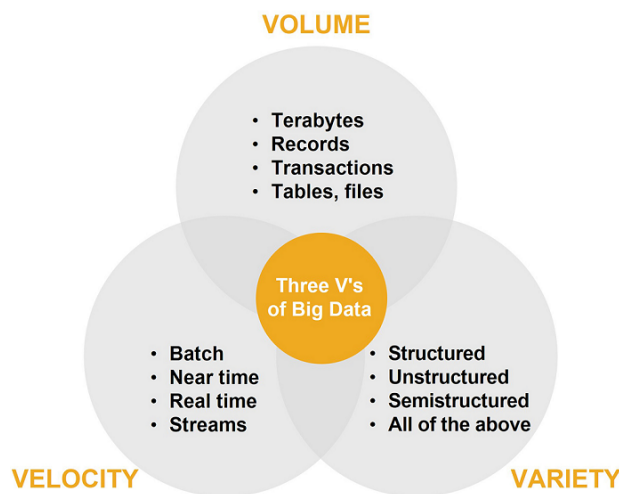 VOLUME
• Terabytes
• Records
• Transactions
• Tables, files
Three V's
of Big Data
• Batch
• Near time
• Real time
• Streams
• Structured
• Unstructured
• Semistructured
• All of the above
VELOCITY
VARIETY